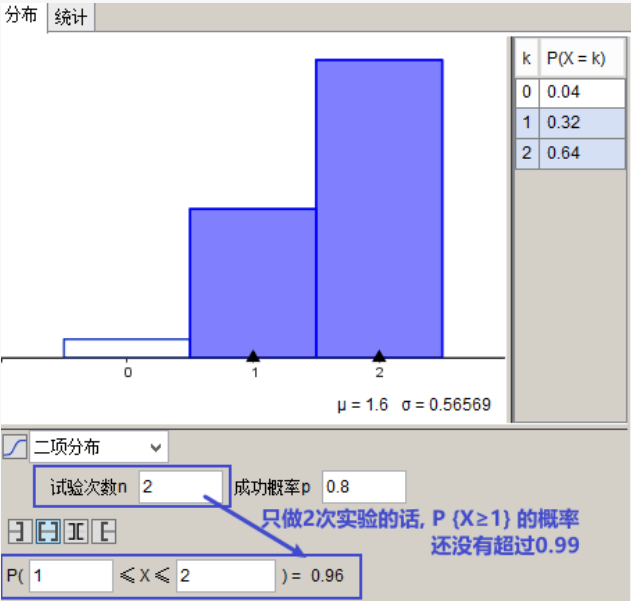 分布 统计
k P(X = k)
0 0.04
1 0.32
2 0.64
0 1 2
μ = 1.6 σ = 0.56569
二项分布
试验次数n 2 成功概率p 0.8
只做2次实验的话, P {X≥1} 的概率
还没有超过0.99
P( 1 ≤ X ≤ 2 ) = 0.96